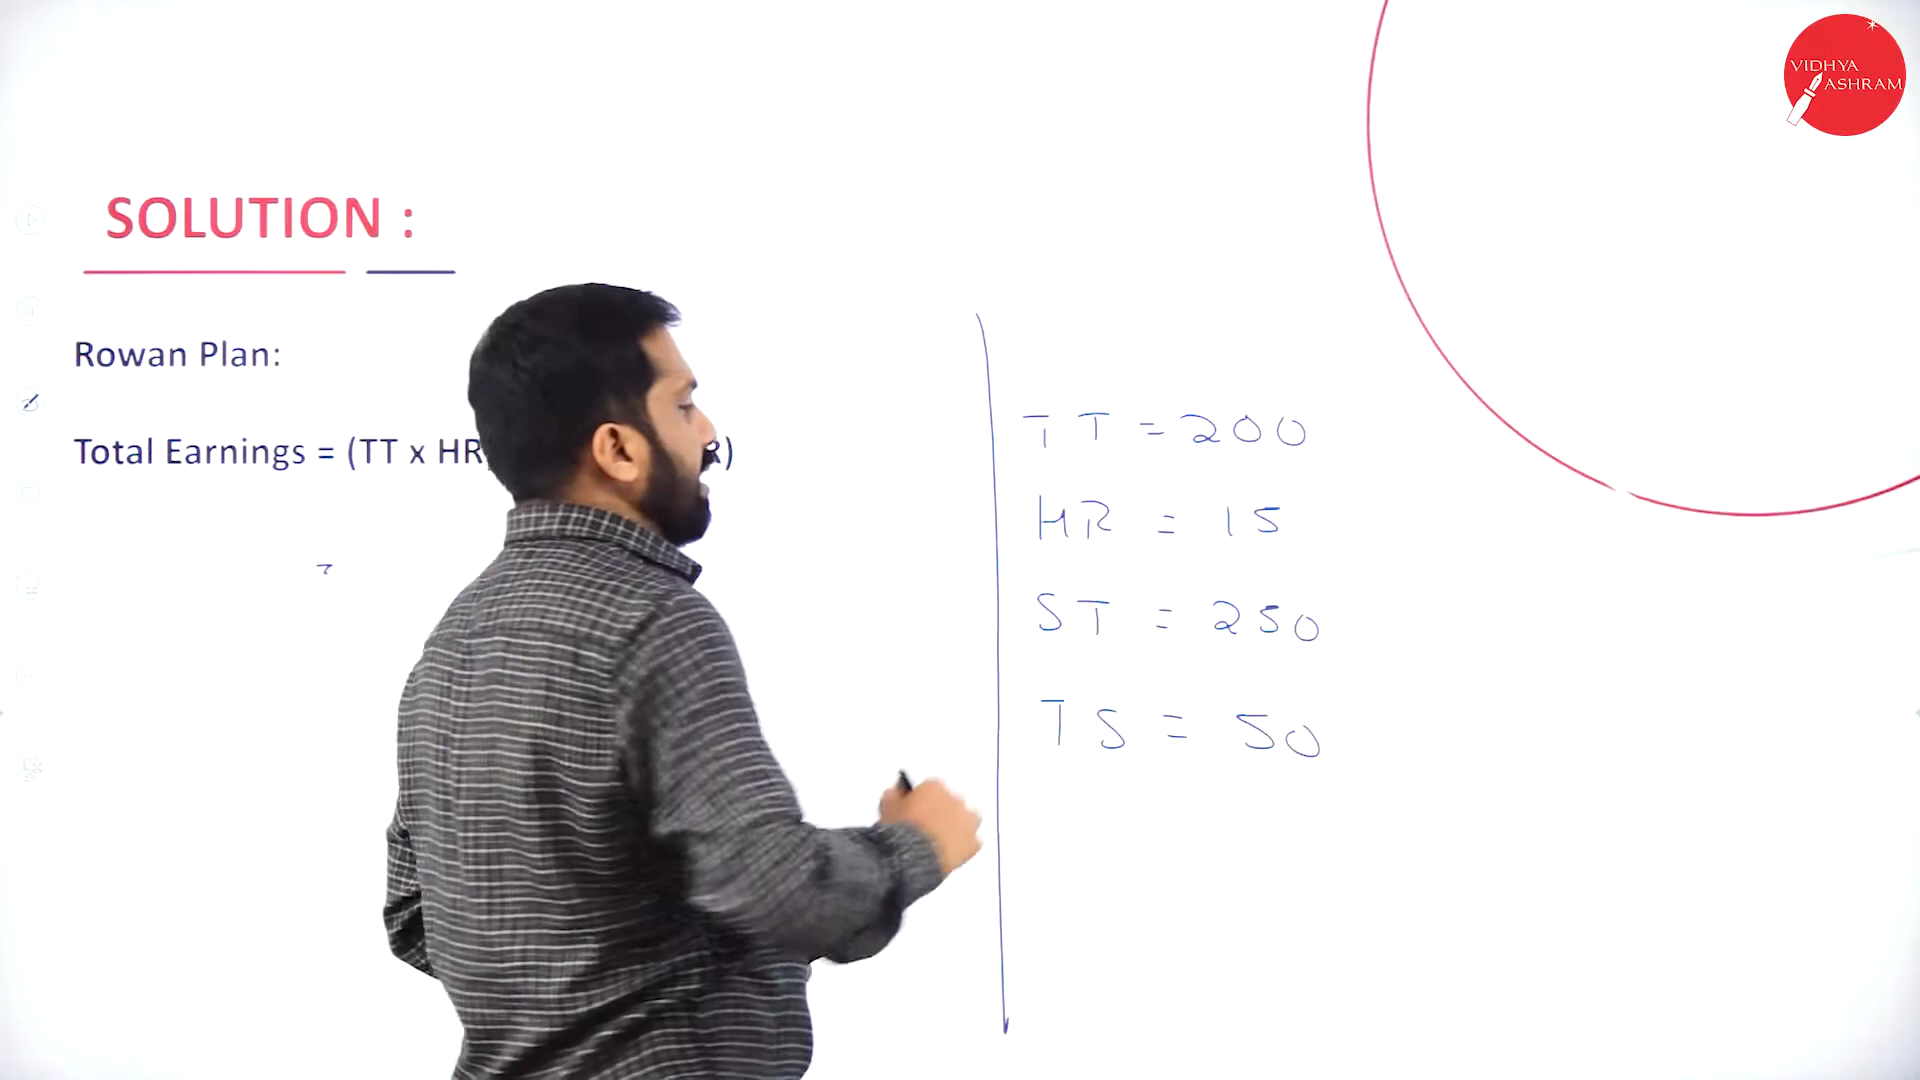 VIDHYA
ASHRAM
SOLUTION :
Rowan Plan:
Total Earnings = (TT x HR )
TT = 200
HR = 15
ST = 250
TS = 50